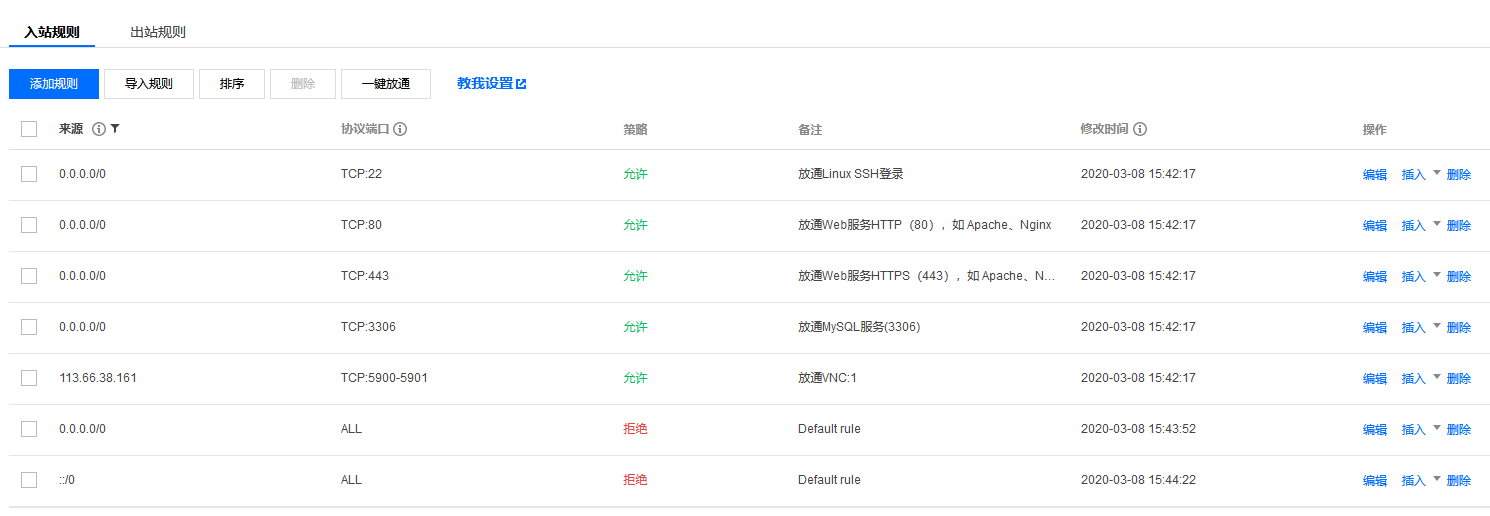 入站规则 出站规则
添加规则 导入规则 排序 删除 一键放通 教我设置
来源 协议端口 策略 备注 修改时间 操作
0.0.0.0/0 TCP:22 允许 放通Linux SSH登录 2020-03-08 15:42:17 编辑 插入 删除
0.0.0.0/0 TCP:80 允许 放通Web服务HTTP（80），如 Apache、Nginx 2020-03-08 15:42:17 编辑 插入 删除
0.0.0.0/0 TCP:443 允许 放通Web服务HTTPS（443），如 Apache、N... 2020-03-08 15:42:17 编辑 插入 删除
0.0.0.0/0 TCP:3306 允许 放通MySQL服务(3306) 2020-03-08 15:42:17 编辑 插入 删除
113.66.38.161 TCP:5900-5901 允许 放通VNC:1 2020-03-08 15:42:17 编辑 插入 删除
0.0.0.0/0 ALL 拒绝 Default rule 2020-03-08 15:43:52 编辑 插入 删除
::/0 ALL 拒绝 Default rule 2020-03-08 15:44:22 编辑 插入 删除